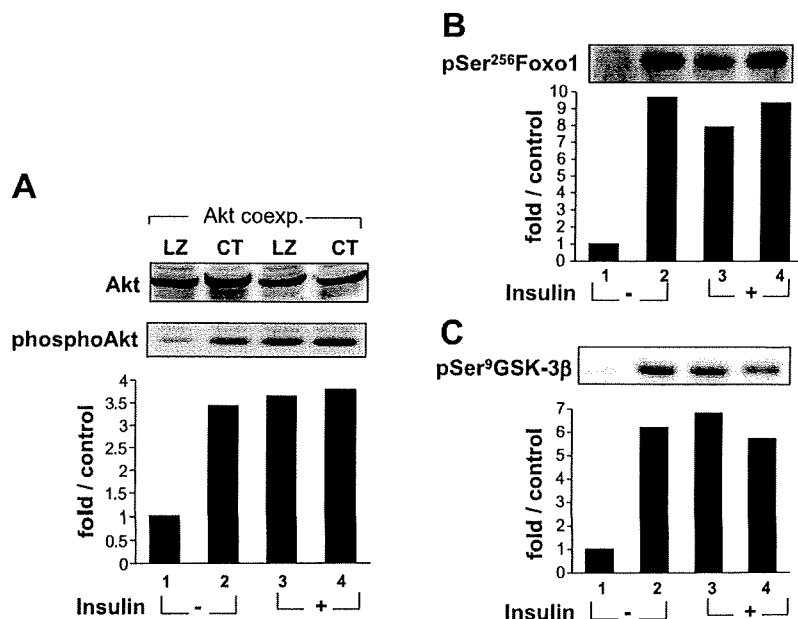 A
Akt coexp.
LZ CT LZ CT
Akt
phosphoAkt
fold / control
4
3.5
3
2.5
2
1.5
1
0.5
0
1 2 3 4
Insulin - +
B
pSer²⁵⁶Foxo1
fold / control
10
9
8
7
6
5
4
3
2
1
0
1 2 3 4
Insulin - +
C
pSer⁹GSK-3β
fold / control
7
6
5
4
3
2
1
0
1 2 3 4
Insulin - +